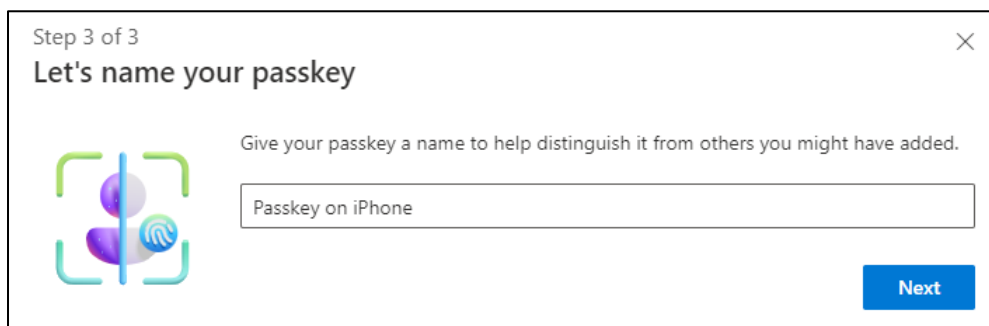 Step 3 of 3
Let's name your passkey
Give your passkey a name to help distinguish it from others you might have added.
Passkey on iPhone
Next